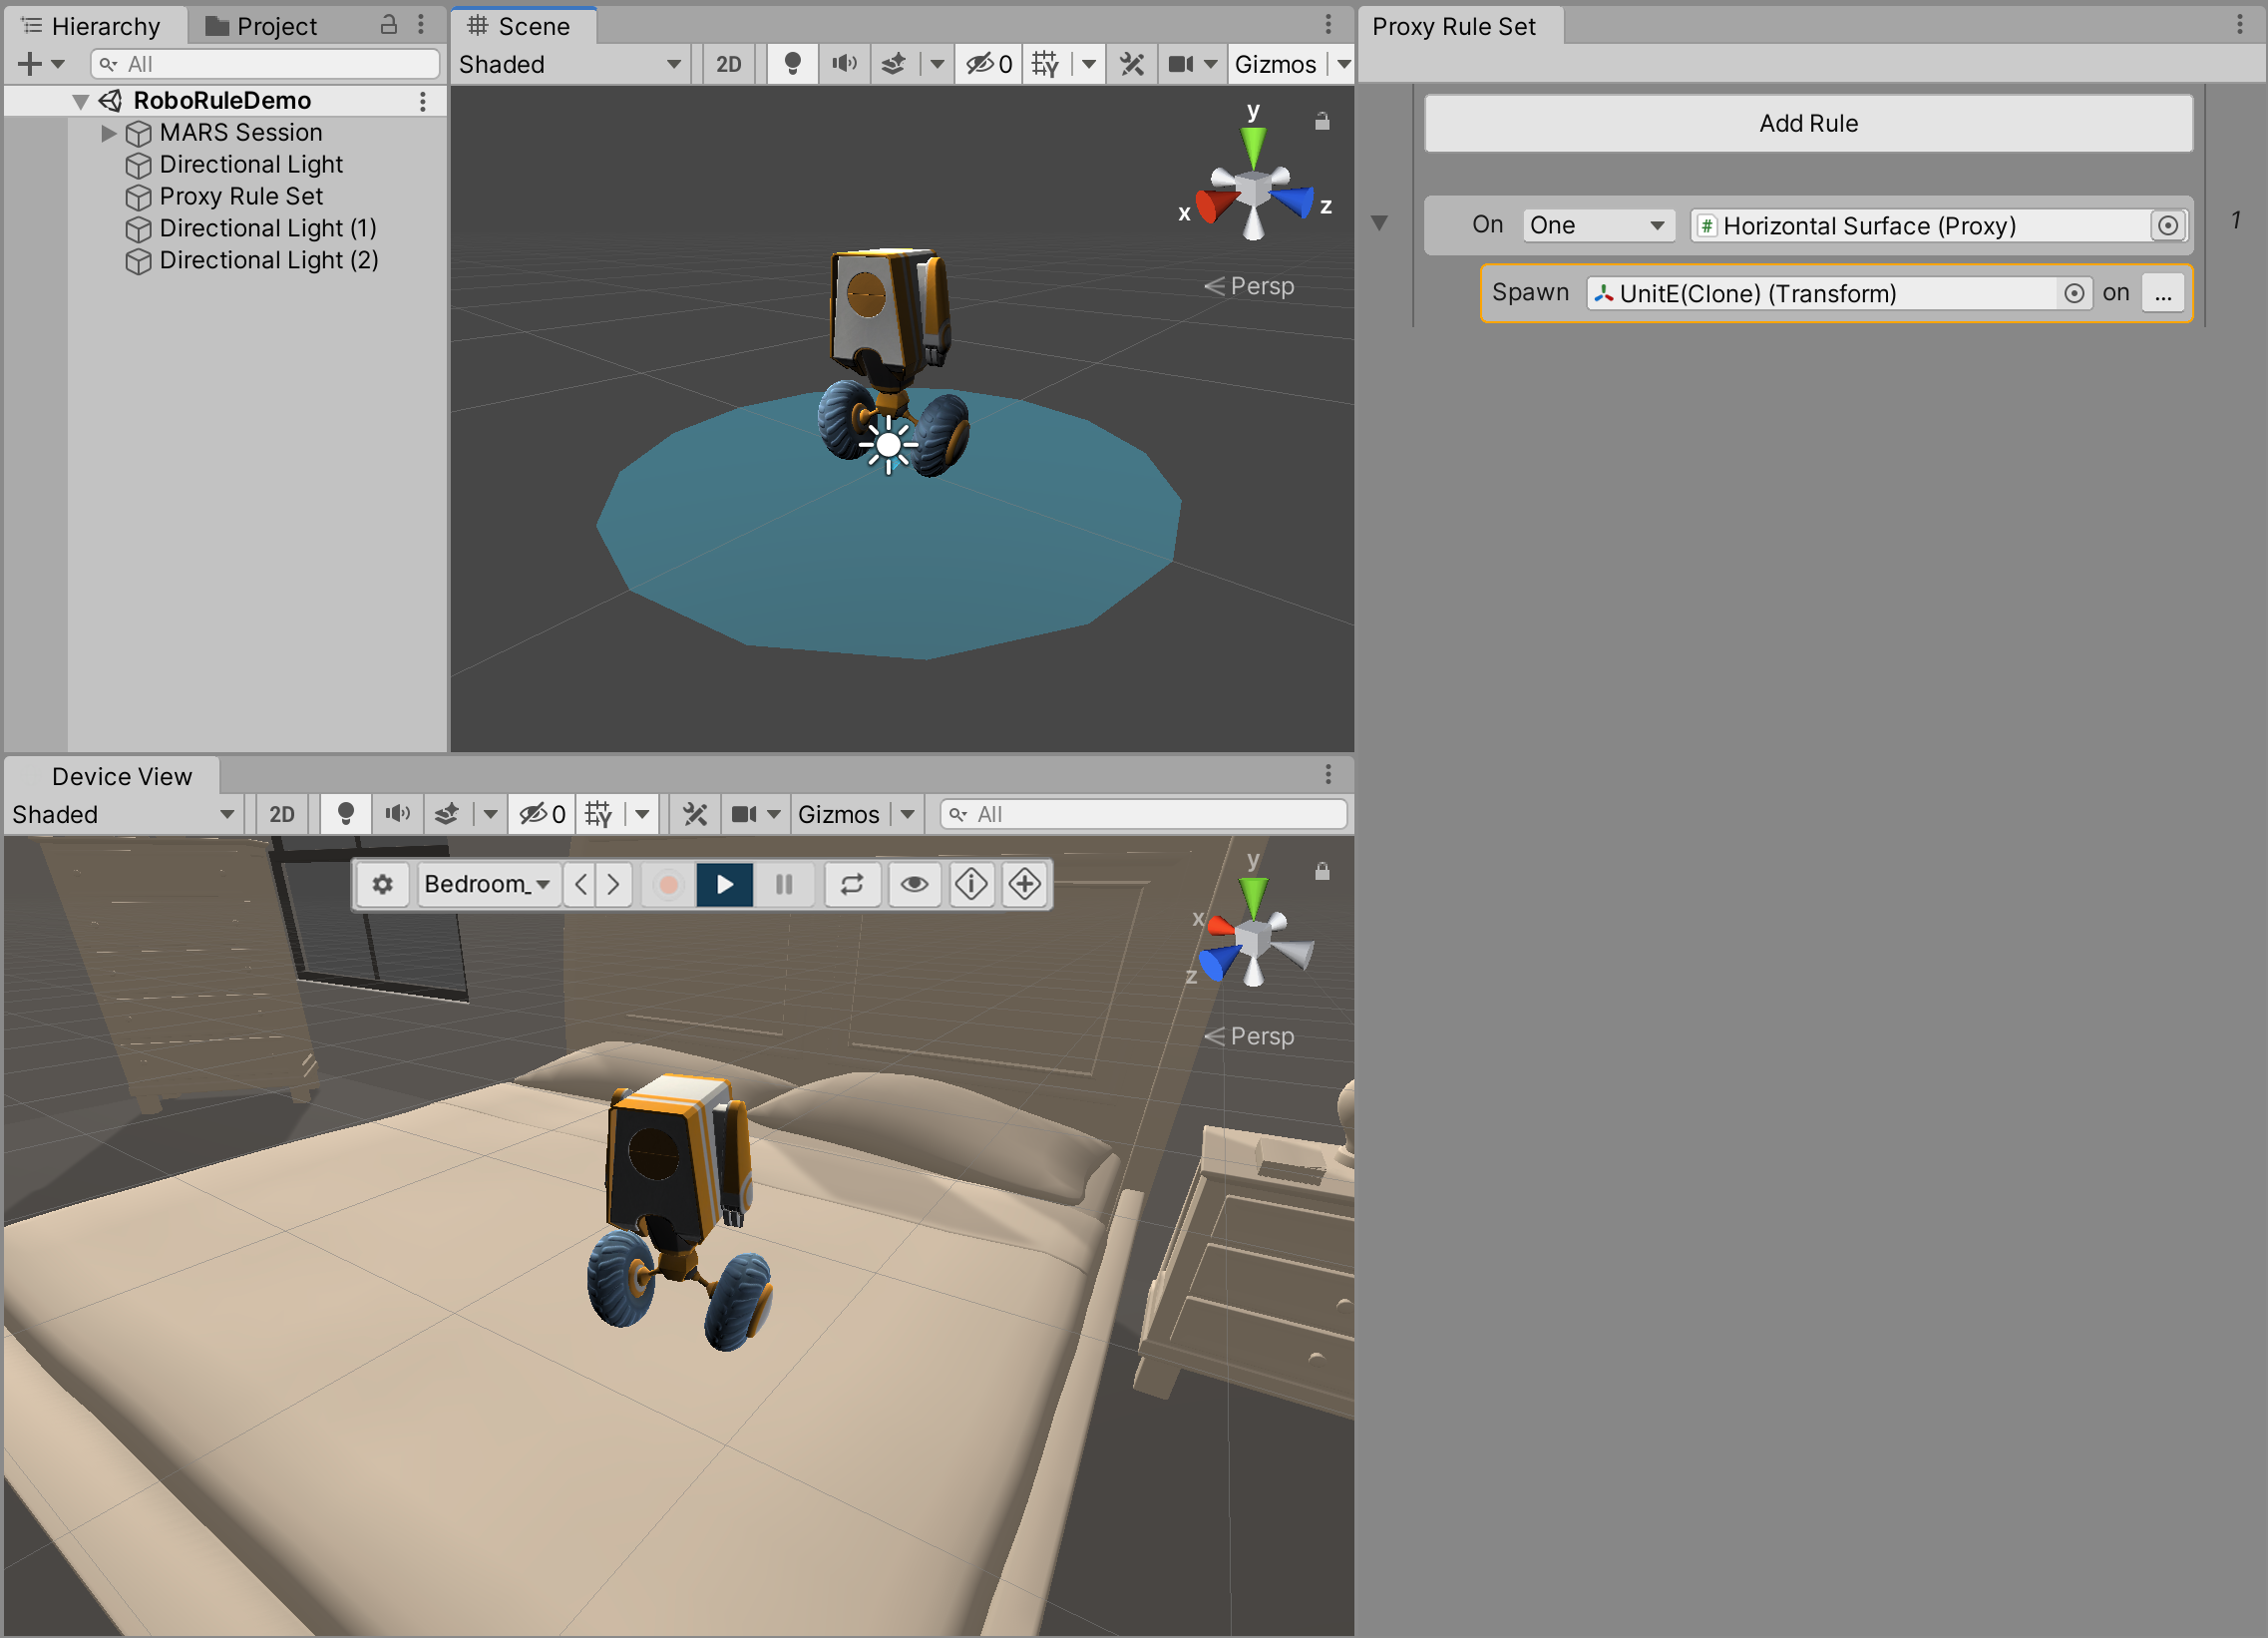 Hierarchy
Project
All
RoboRuleDemo
MARS Session
Directional Light
Proxy Rule Set
Directional Light (1)
Directional Light (2)
Scene
Shaded
2D
0
Gizmos
y
x
z
Persp
Proxy Rule Set
Add Rule
On
One
# Horizontal Surface (Proxy)
1
Spawn
UnitE(Clone) (Transform)
on
...
Device View
Shaded
2D
0
Gizmos
All
Bedroom_
y
x
z
Persp